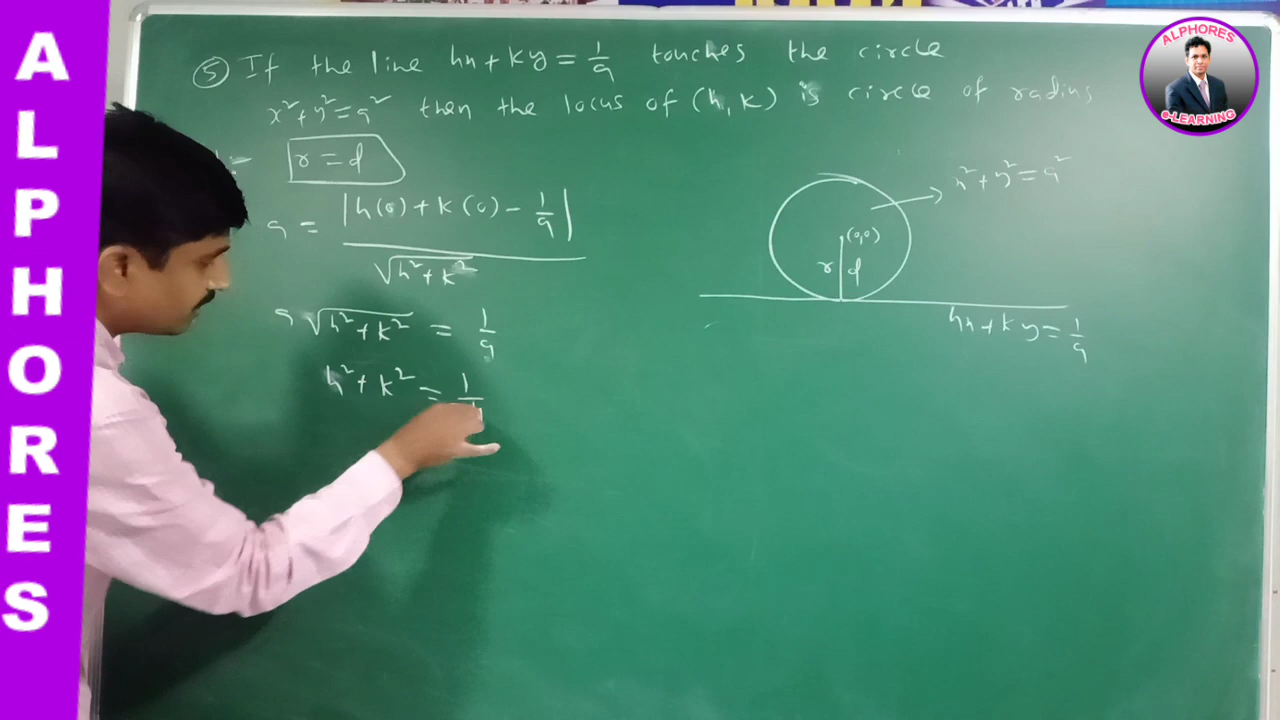 ALPHORES
ALPHORES
e-LEARNING
⑤ If the line hx + ky = 1/a touches the circle
x² + y² = a² then the locus of (h, k) is circle of radius
r = d
a = |h(0) + k(0) - 1/a| / √h² + k²
a √h² + k² = 1/a
h² + k² = 1
x² + y² = a²
(0,0)
r d
hx + ky = 1/a